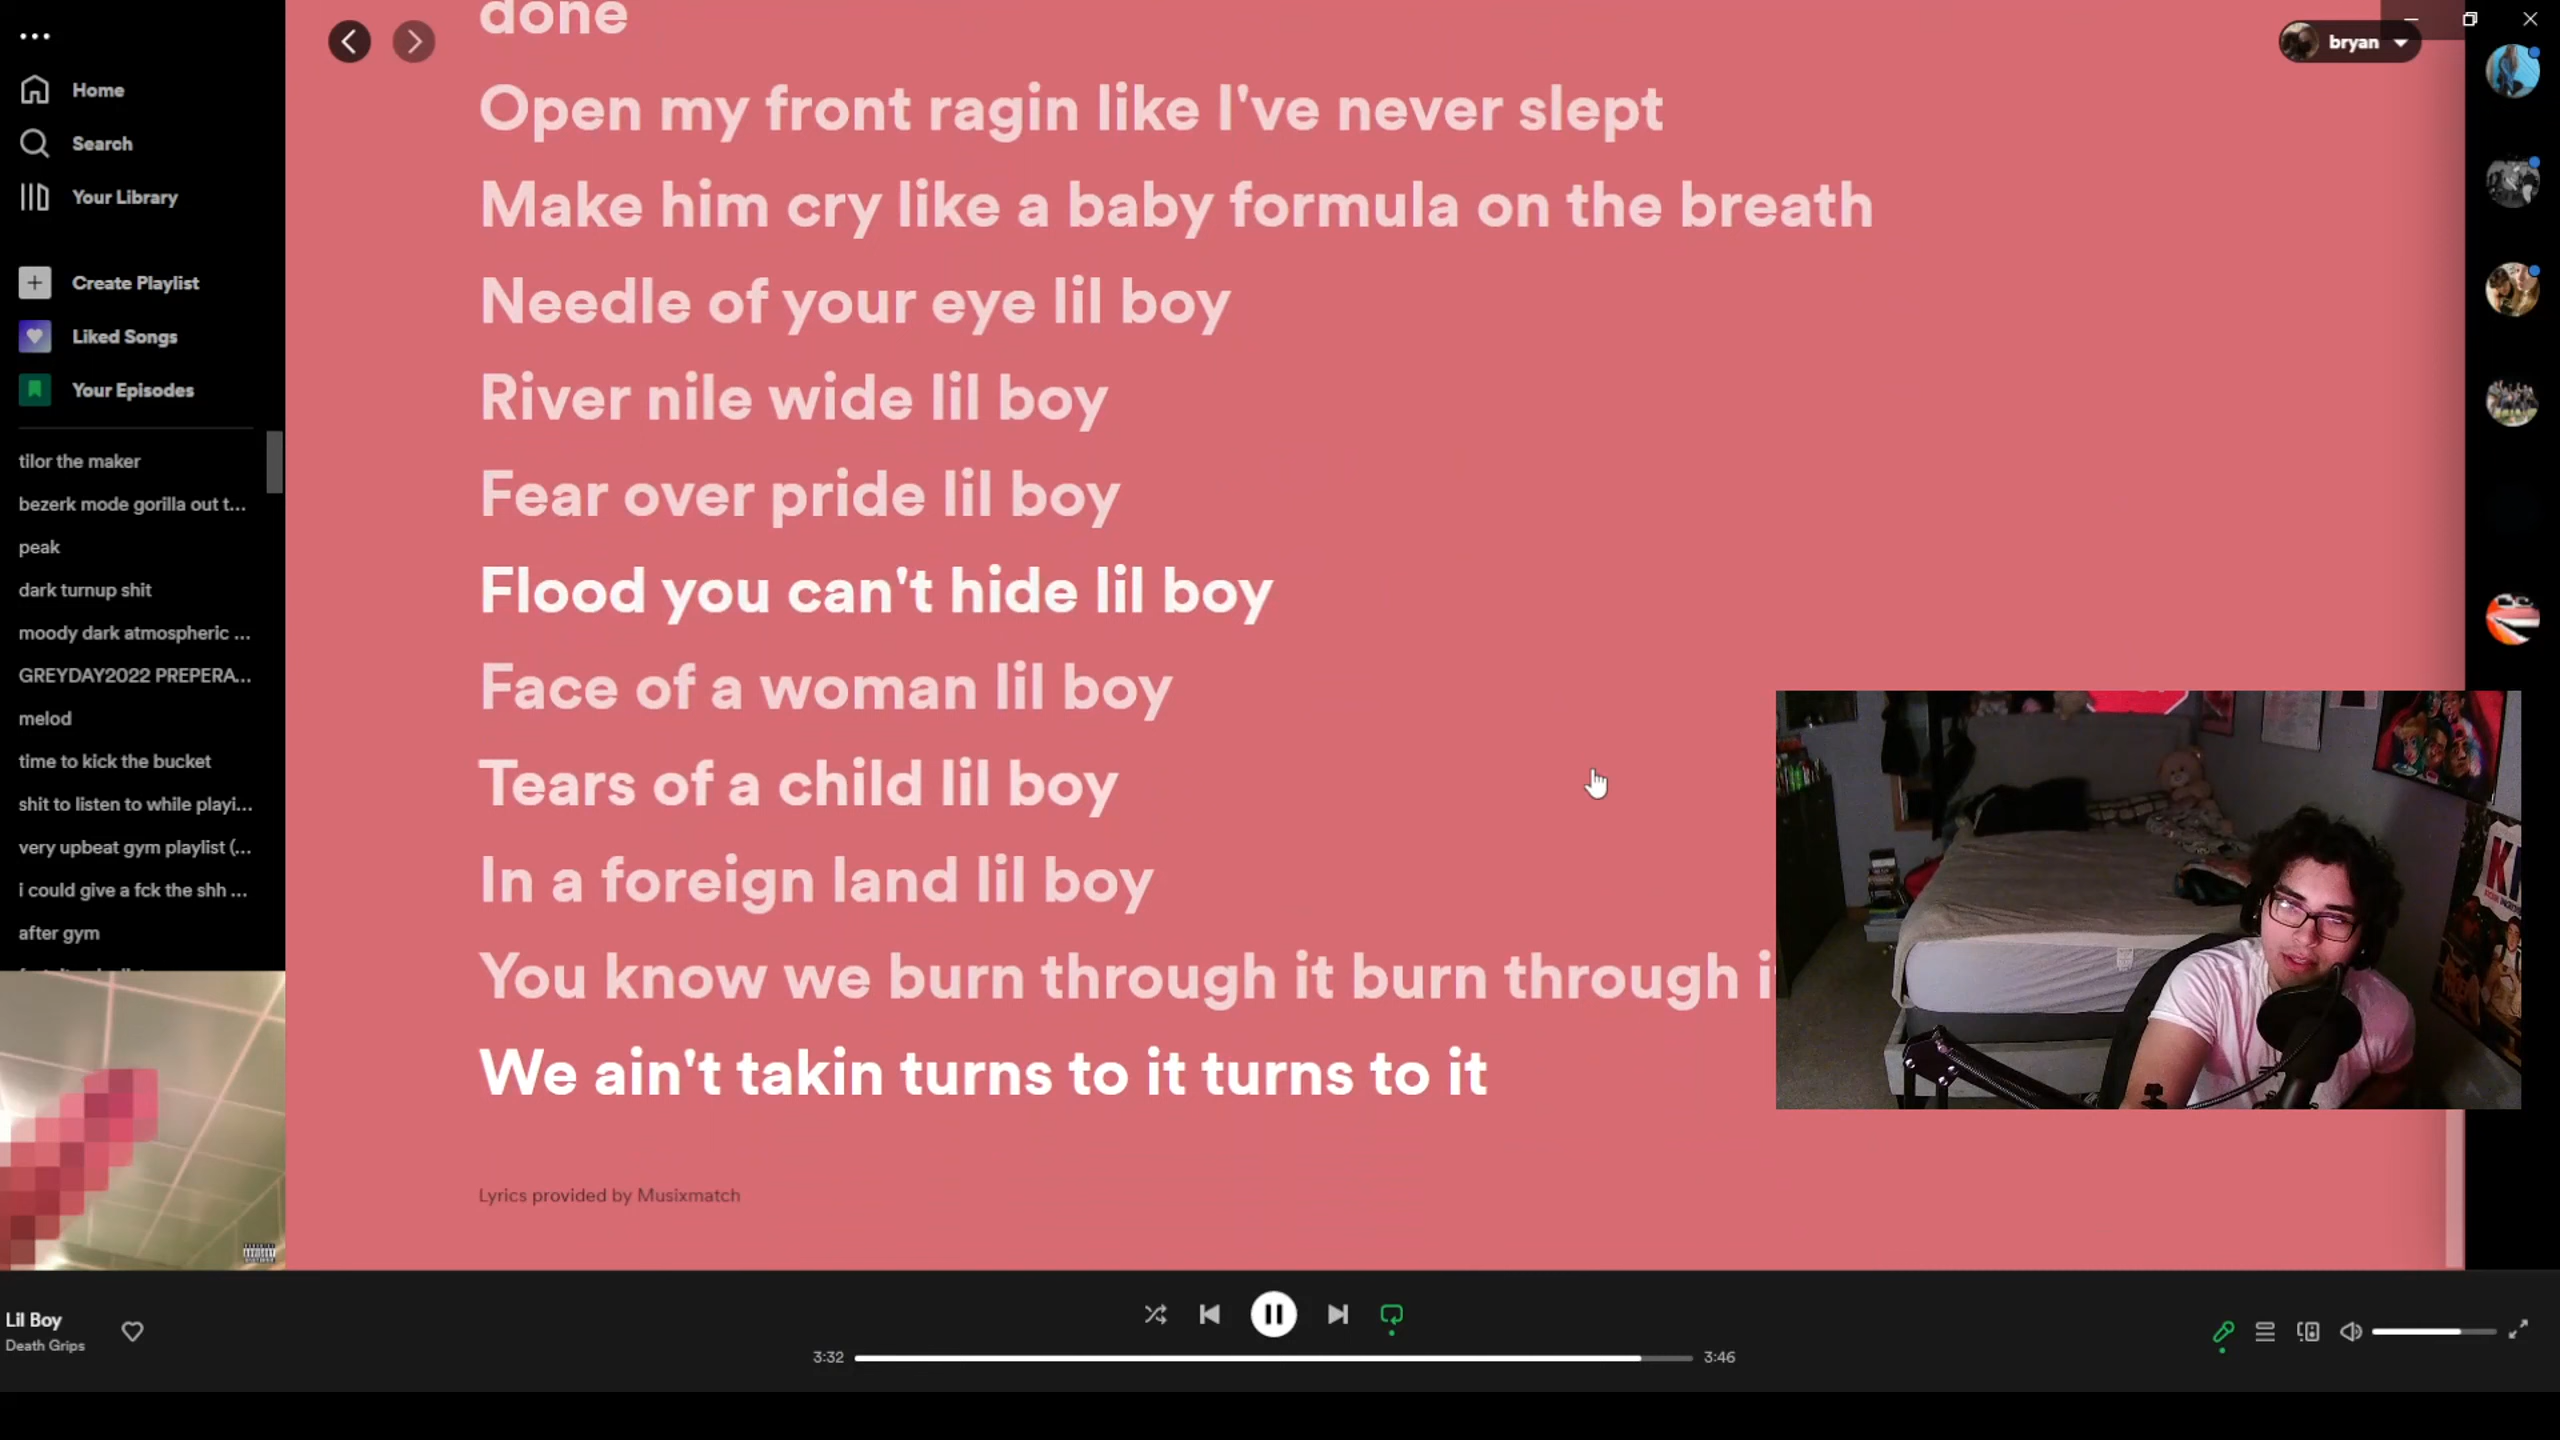 done
bryan
Home
Search
Your Library
Create Playlist
Liked Songs
Your Episodes
tilor the maker
bezerk mode gorilla out t...
peak
dark turnup shit
moody dark atmospheric ...
GREYDAY2022 PREPERA...
melod
time to kick the bucket
shit to listen to while playi...
very upbeat gym playlist (...
i could give a fck the shh ...
after gym
Open my front ragin like I've never slept
Make him cry like a baby formula on the breath
Needle of your eye lil boy
River nile wide lil boy
Fear over pride lil boy
Flood you can't hide lil boy
Face of a woman lil boy
Tears of a child lil boy
In a foreign land lil boy
You know we burn through it burn through i
We ain't takin turns to it turns to it
Lyrics provided by Musixmatch
Lil Boy
Death Grips
3:32
3:46